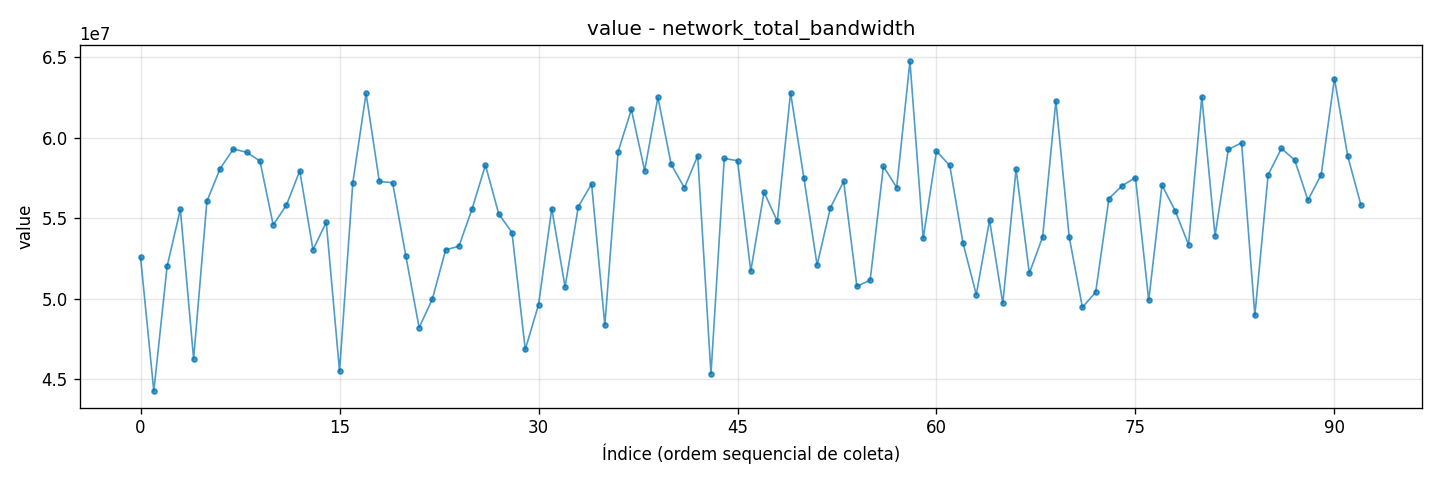 value - network_total_bandwidth
1e7
6.5
6.0
5.5
5.0
4.5
value
0 15 30 45 60 75 90
Índice (ordem sequencial de coleta)